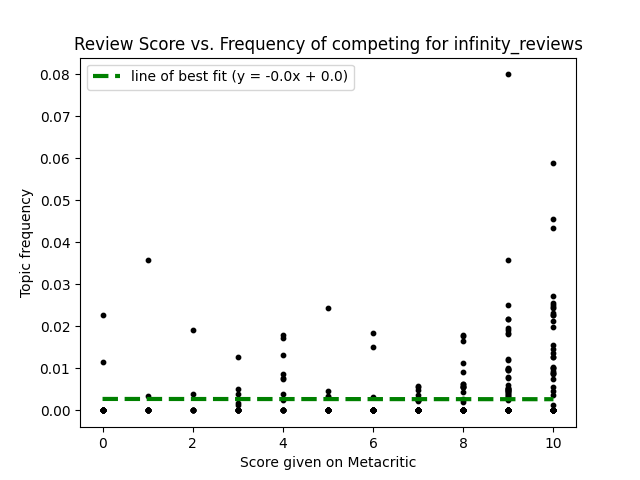 Review Score vs. Frequency of competing for infinity_reviews
line of best fit (y = -0.0x + 0.0)
0.08
0.07
0.06
0.05
0.04
0.03
0.02
0.01
0.00
Topic frequency
0 2 4 6 8 10
Score given on Metacritic